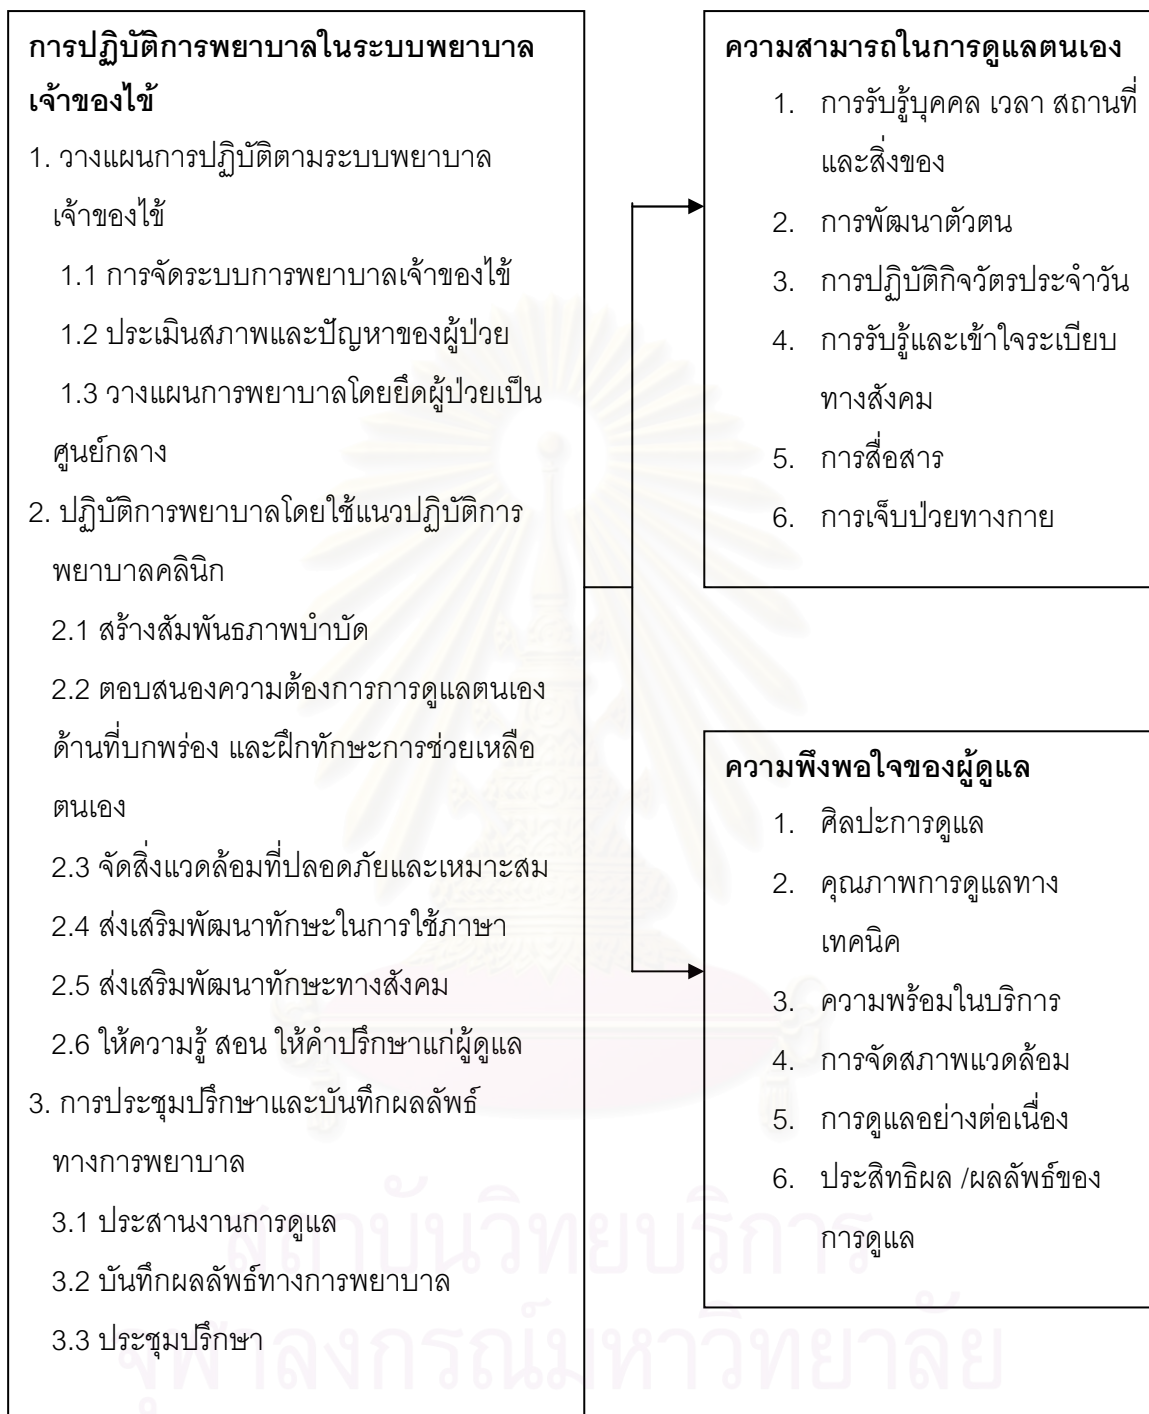 การปฏิบัติการพยาบาลในระบบพยาบาล
เจ้าของไข้
1. วางแผนการปฏิบัติตามระบบพยาบาล
เจ้าของไข้
1.1 การจัดระบบการพยาบาลเจ้าของไข้
1.2 ประเมินสภาพและปัญหาของผู้ป่วย
1.3 วางแผนการพยาบาลโดยยึดผู้ป่วยเป็น
ศูนย์กลาง
2. ปฏิบัติการพยาบาลโดยใช้แนวปฏิบัติการ
พยาบาลคลินิก
2.1 สร้างสัมพันธภาพบำบัด
2.2 ตอบสนองความต้องการการดูแลตนเอง
ด้านที่บกพร่อง และฝึกทักษะการช่วยเหลือ
ตนเอง
2.3 จัดสิ่งแวดล้อมที่ปลอดภัยและเหมาะสม
2.4 ส่งเสริมพัฒนาทักษะในการใช้ภาษา
2.5 ส่งเสริมพัฒนาทักษะทางสังคม
2.6 ให้ความรู้ สอน ให้คำปรึกษาแก่ผู้ดูแล
3. การประชุมปรึกษาและบันทึกผลลัพธ์
ทางการพยาบาล
3.1 ประสานงานการดูแล
3.2 บันทึกผลลัพธ์ทางการพยาบาล
3.3 ประชุมปรึกษา
ความสามารถในการดูแลตนเอง
1. การรับรู้บุคคล เวลา สถานที่
และสิ่งของ
2. การพัฒนาตัวตน
3. การปฏิบัติกิจวัตรประจำวัน
4. การรับรู้และเข้าใจระเบียบ
ทางสังคม
5. การสื่อสาร
6. การเจ็บป่วยทางกาย
ความพึงพอใจของผู้ดูแล
1. ศิลปะการดูแล
2. คุณภาพการดูแลทาง
เทคนิค
3. ความพร้อมในบริการ
4. การจัดสภาพแวดล้อม
5. การดูแลอย่างต่อเนื่อง
6. ประสิทธิผล /ผลลัพธ์ของ
การดูแล
สถาบันวิทยบริการ
จุฬาลงกรณ์มหาวิทยาลัย